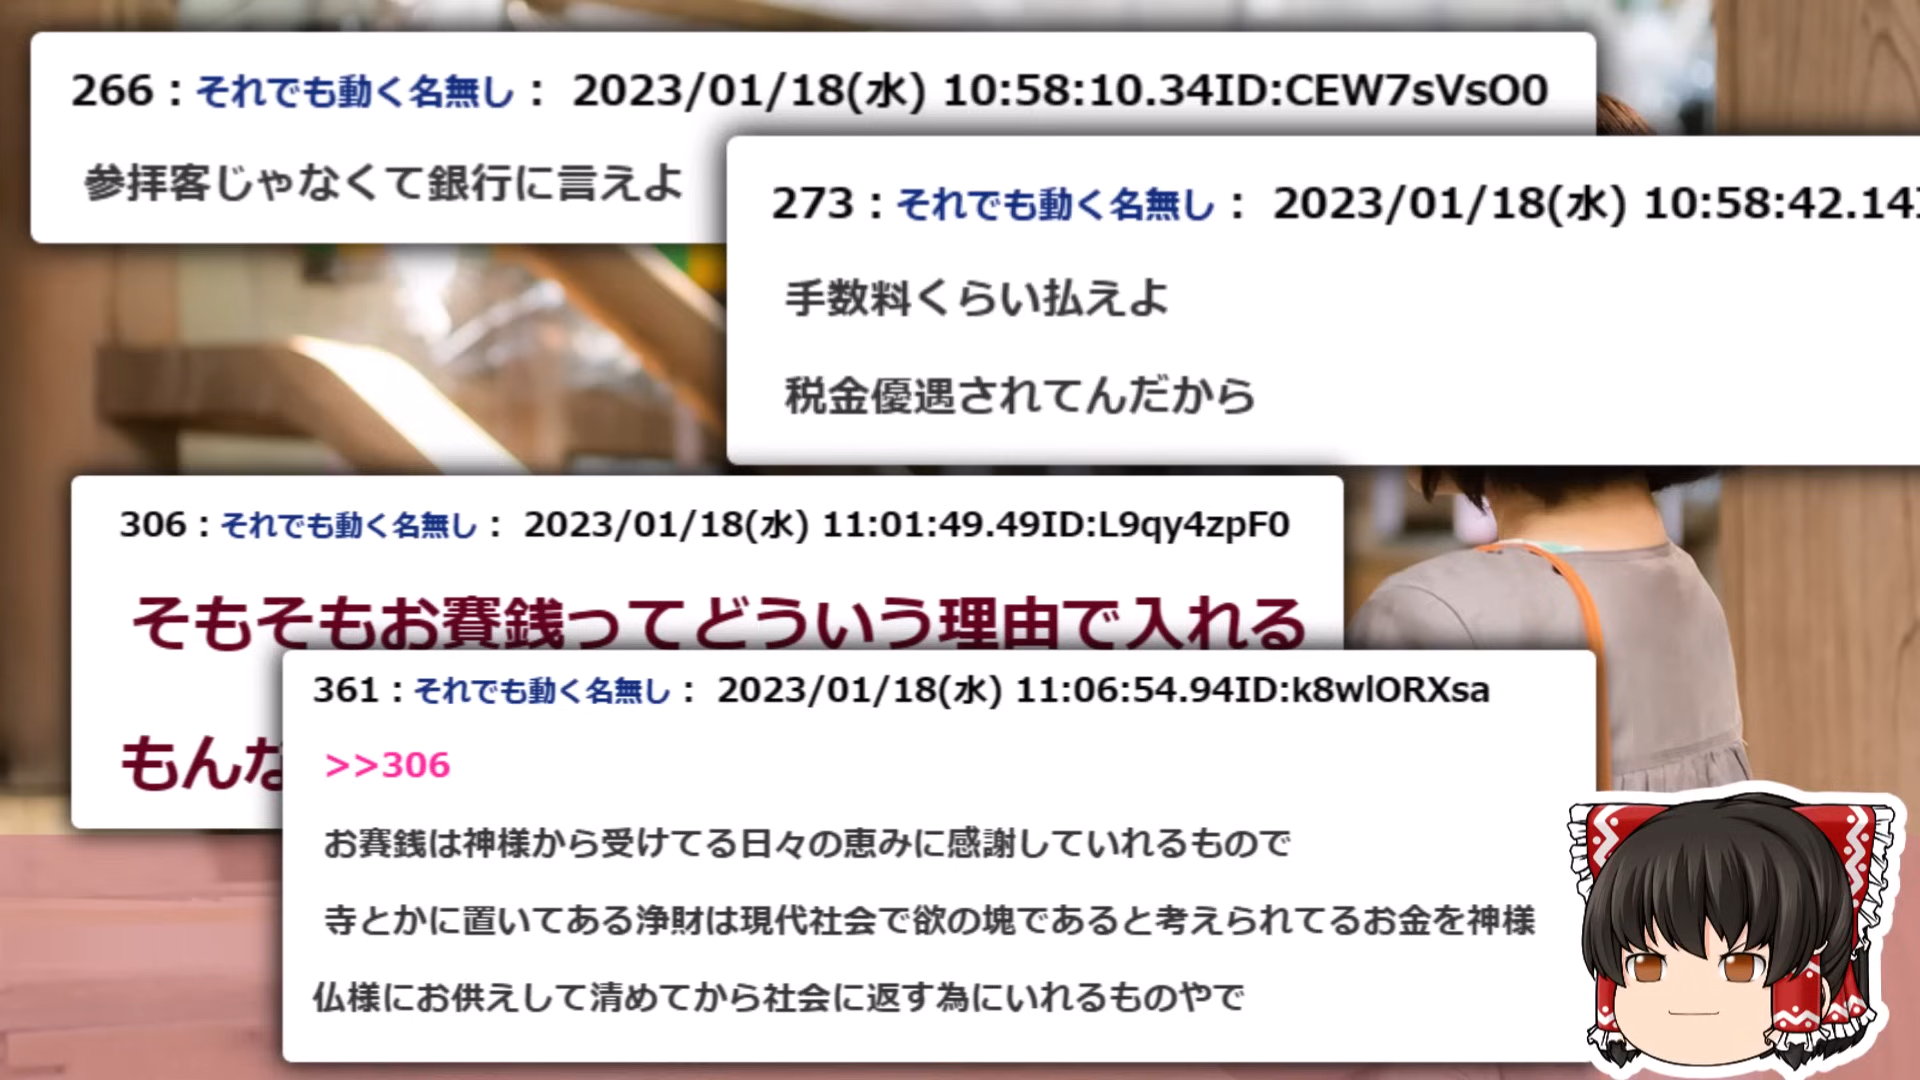 266：それでも動く名無し： 2023/01/18(水) 10:58:10.34ID:CEW7sVsO0
参拝客じゃなくて銀行に言えよ
273：それでも動く名無し： 2023/01/18(水) 10:58:42.14
手数料くらい払えよ
税金優遇されてんだから
306：それでも動く名無し： 2023/01/18(水) 11:01:49.49ID:L9qy4zpF0
そもそもお賽銭ってどういう理由で入れる
もんな
361：それでも動く名無し： 2023/01/18(水) 11:06:54.94ID:k8wlORXsa
>>306
お賽銭は神様から受けてる日々の恵みに感謝していれるもので
寺とかに置いてある浄財は現代社会で欲の塊であると考えられてるお金を神様
仏様にお供えして清めてから社会に返す為にいれるものやで